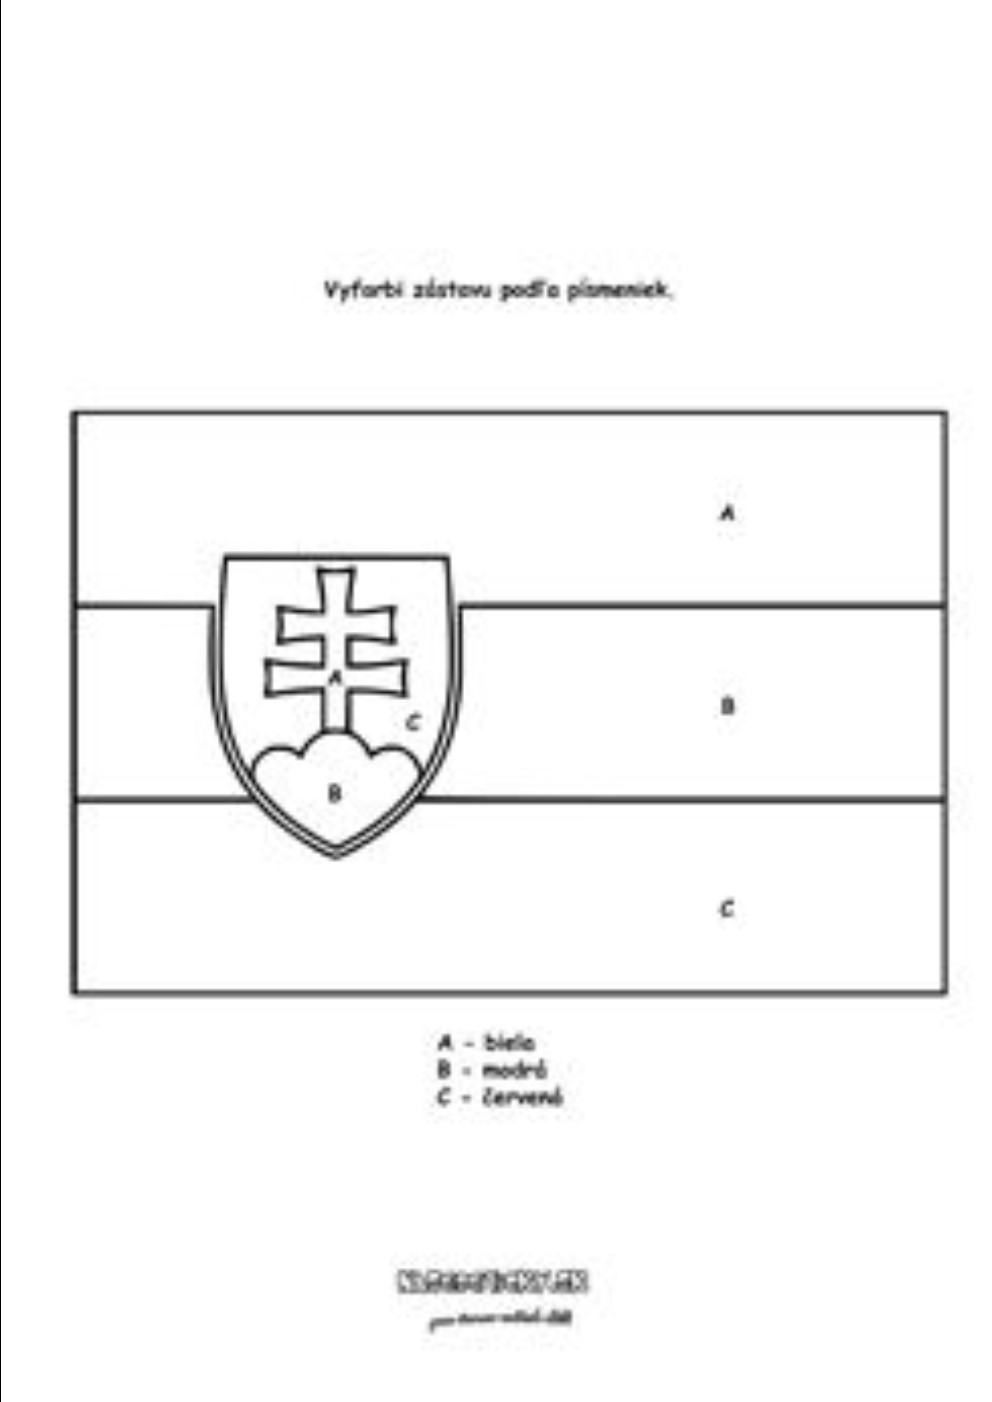 Vyfarbi zástavu podľa písmeniek.
A
A
C
B
B
C
A - biela
B - modrá
C - červená